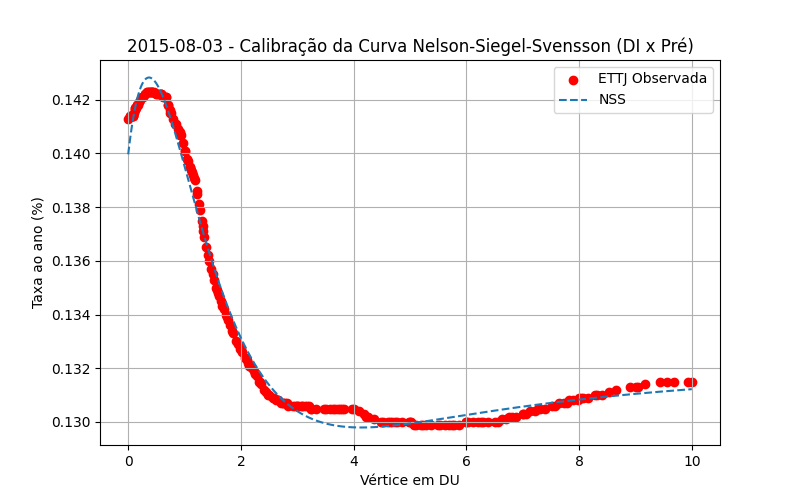 2015-08-03 - Calibração da Curva Nelson-Siegel-Svensson (DI x Pré)
ETTJ Observada
NSS
Taxa ao ano (%)
0.142
0.140
0.138
0.136
0.134
0.132
0.130
0 2 4 6 8 10
Vértice em DU